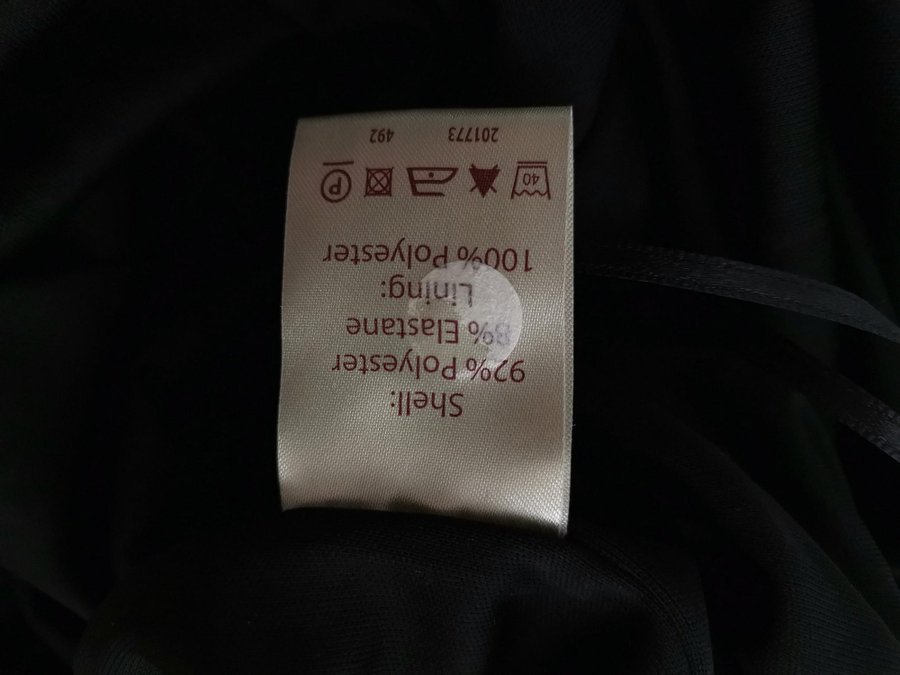 Shell:
92% Polyester
8% Elastane
Lining:
100% Polyester
40 P
201773 492